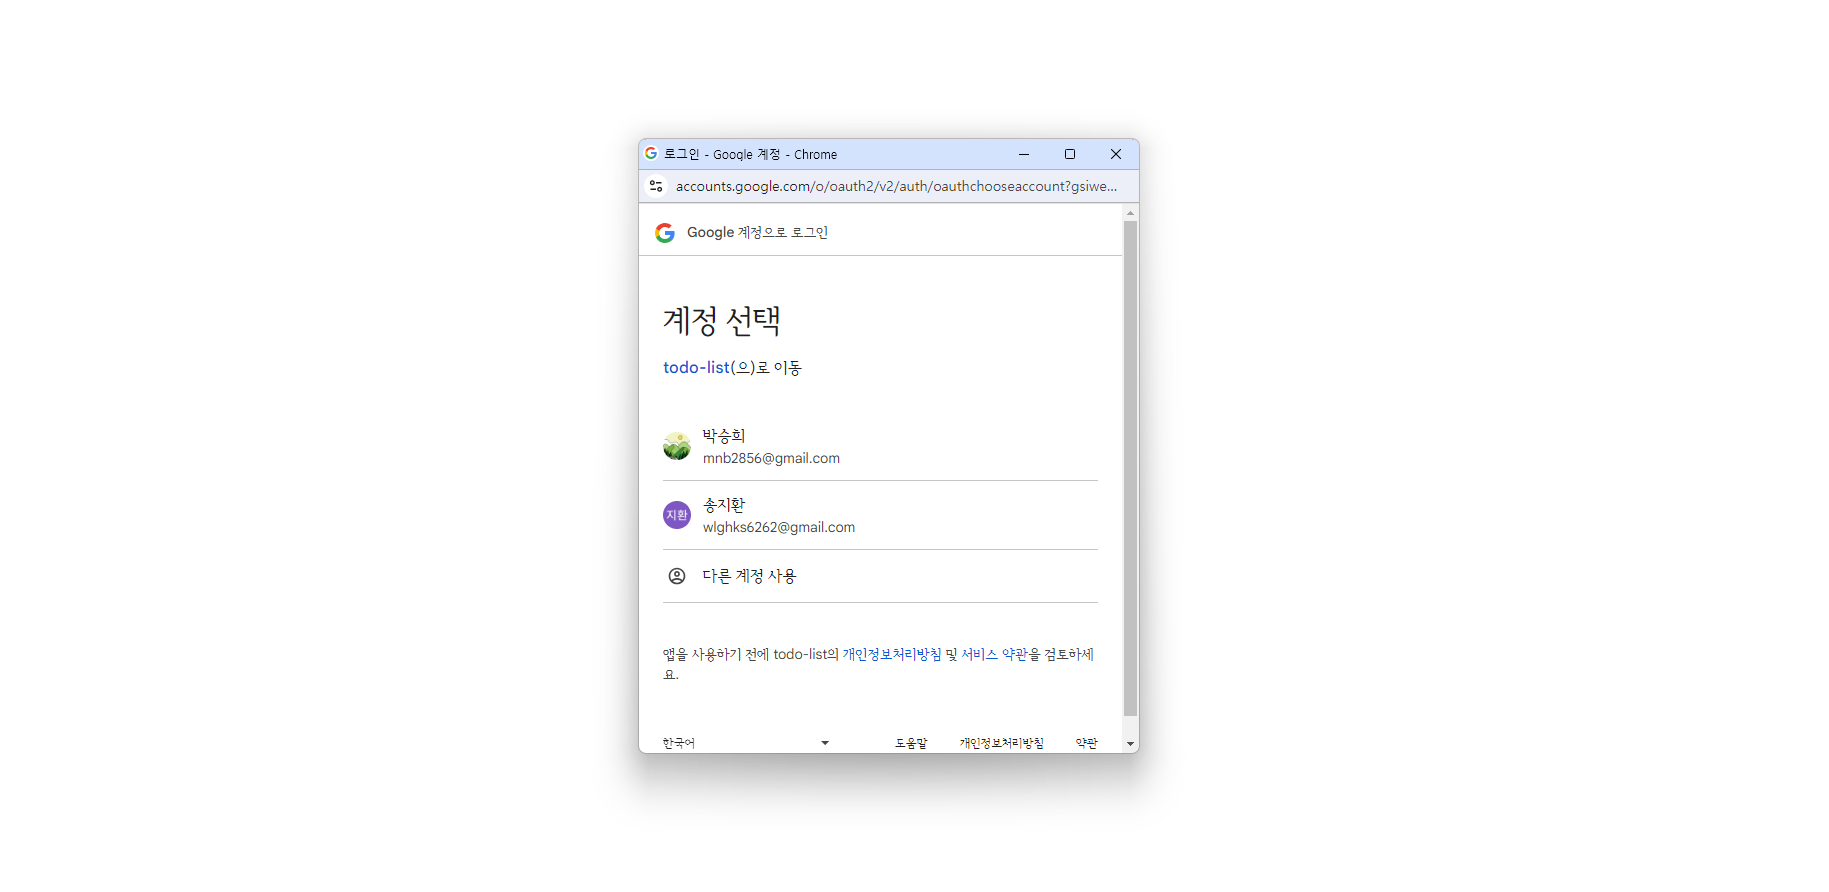 로그인 - Google 계정 - Chrome
accounts.google.com/o/oauth2/v2/auth/oauthchooseaccount?gsiwe...
Google 계정으로 로그인
계정 선택
todo-list(으)로 이동
박승희
mnb2856@gmail.com
지환
송지환
wlghks6262@gmail.com
다른 계정 사용
앱을 사용하기 전에 todo-list의 개인정보처리방침 및 서비스 약관을 검토하세
요.
한국어 도움말 개인정보처리방침 약관